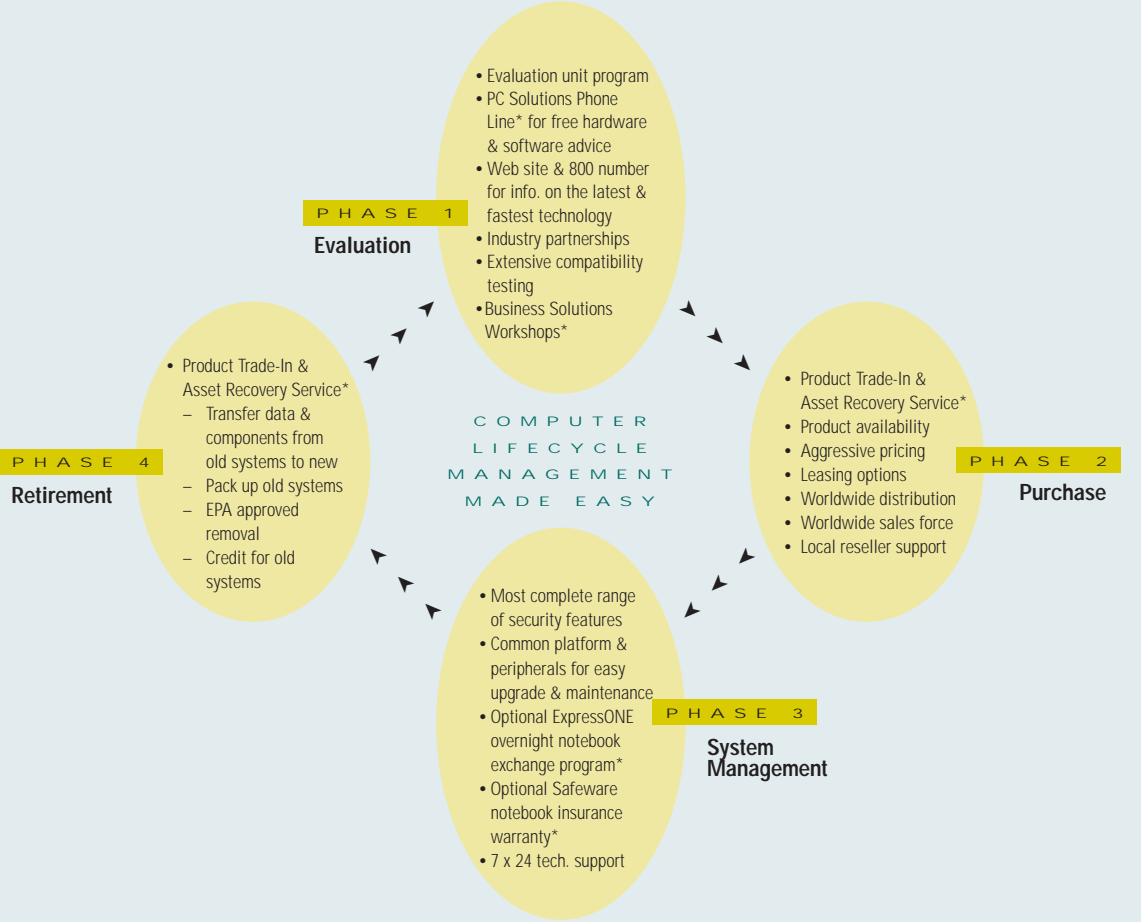 PHASE 1
Evaluation
• Evaluation unit program
• PC Solutions Phone
Line* for free hardware
& software advice
• Web site & 800 number
for info. on the latest &
fastest technology
• Industry partnerships
• Extensive compatibility
testing
• Business Solutions
Workshops*
COMPUTER
LIFECYCLE
MANAGEMENT
MADE EASY
PHASE 2
Purchase
• Product Trade-In &
Asset Recovery Service*
• Product availability
• Aggressive pricing
• Leasing options
• Worldwide distribution
• Worldwide sales force
• Local reseller support
PHASE 3
System
Management
• Most complete range
of security features
• Common platform &
peripherals for easy
upgrade & maintenance
• Optional ExpressONE
overnight notebook
exchange program*
• Optional Safeware
notebook insurance
warranty*
• 7 x 24 tech. support
PHASE 4
Retirement
• Product Trade-In &
Asset Recovery Service*
– Transfer data &
components from
old systems to new
– Pack up old systems
– EPA approved
removal
– Credit for old
systems